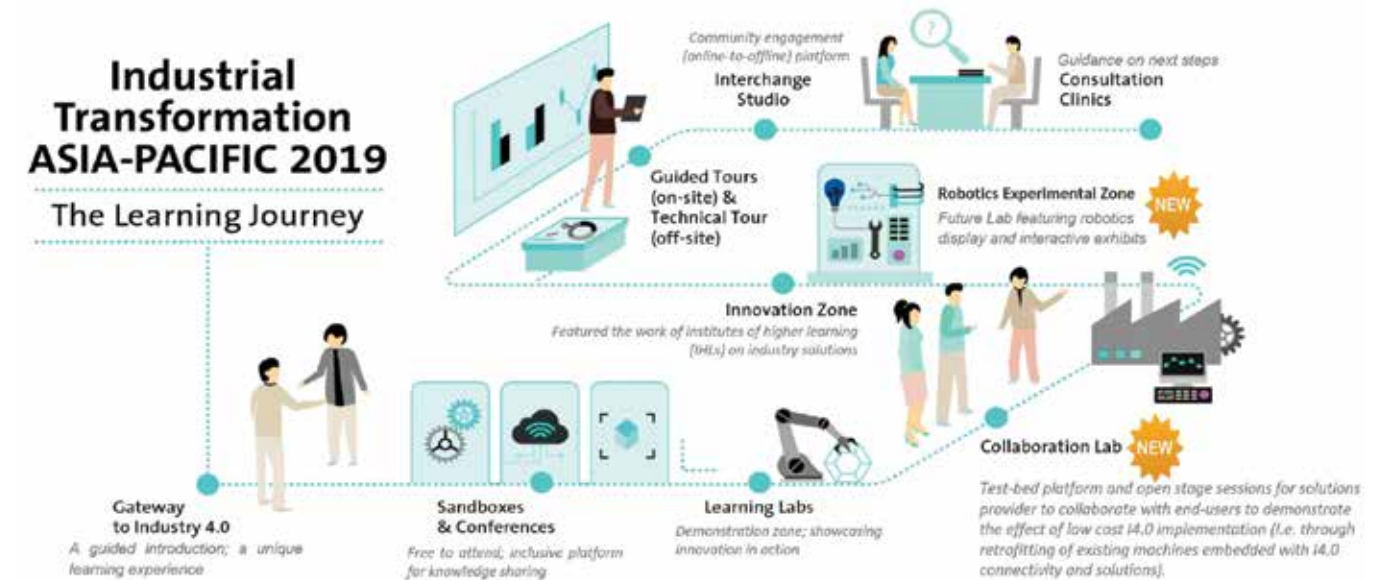 Industrial
Transformation
ASIA-PACIFIC 2019
The Learning Journey
Gateway
to Industry 4.0
A guided introduction; a unique
learning experience
Sandboxes
& Conferences
Free to attend, inclusive platform
for knowledge sharing
Learning Labs
Demonstration zone; showcasing
innovation in action
Collaboration Lab
NEW
Test-bed platform and open stage sessions for solutions
provider to collaborate with end-users to demonstrate
the effect of low cost I4.0 implementation (i.e. through
retrofitting of existing machines embedded with I4.0
connectivity and solutions).
Robotics Experimental Zone
NEW
Future Lab featuring robotics
display and interactive exhibits
Innovation Zone
Featured the work of institutes of higher learning
(IHLs) on industry solutions
Guided Tours
(on-site) &
Technical Tour
(off-site)
Community engagement
(online-to-offline) platform
Interchange
Studio
?
Guidance on next steps
Consultation
Clinics